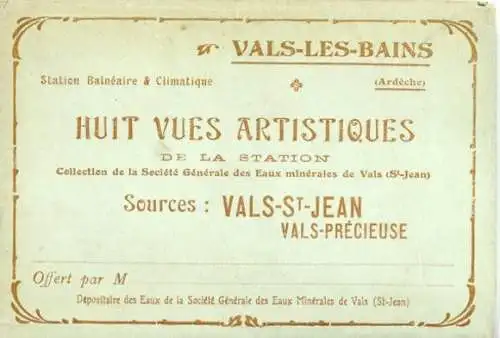 VALS-LES-BAINS
Station Balnéaire & Climatique (Ardèche)
HUIT VUES ARTISTIQUES
DE LA STATION
Collection de la Société Générale des Eaux minérales de Vals (St-Jean)
Sources : VALS-ST-JEAN
VALS-PRÉCIEUSE
Offert par M
Dépositaire des Eaux de la Société Générale des Eaux Minérales de Vals (St-Jean)